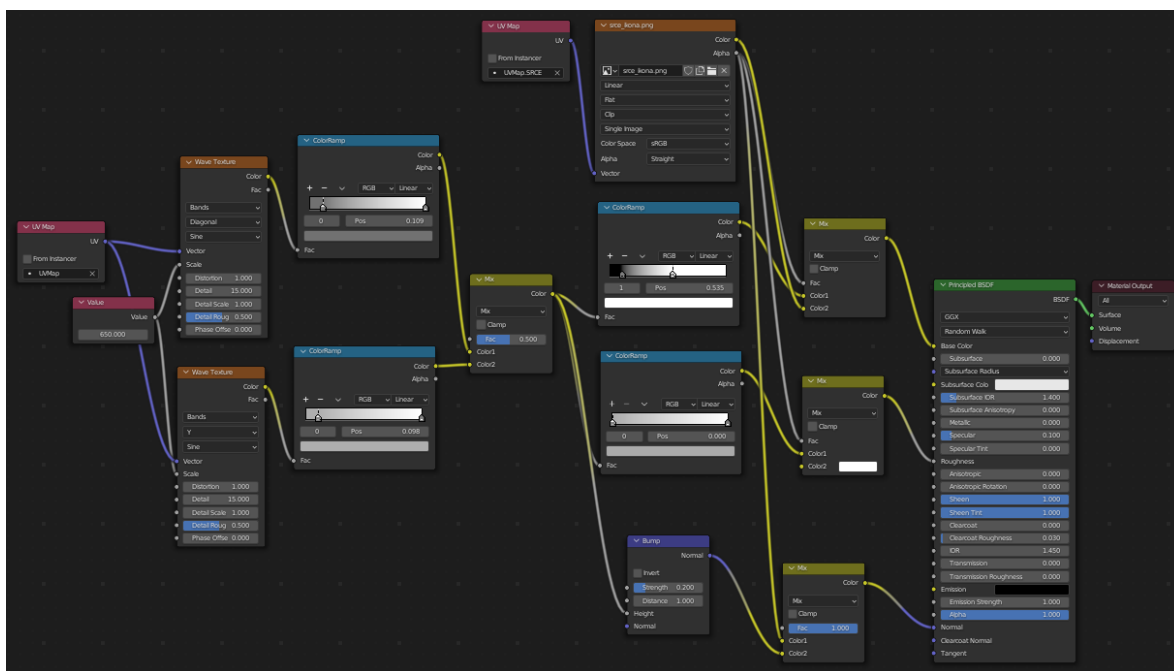 UV Map
UV
From Instancer
UVMap.SRCE
srce_ikona.png
Color
Alpha
srce_ikona.png
Linear
Flat
Clip
Single Image
Color Space sRGB
Alpha Straight
Vector
UV Map
UV
From Instancer
UVMap
Value
Value
650.000
Wave Texture
Color
Fac
Bands
Diagonal
Sine
Vector
Scale
Distortion 1.000
Detail 15.000
Detail Scale 1.000
Detail Roug 0.500
Phase Offse 0.000
Wave Texture
Color
Fac
Bands
Y
Sine
Vector
Scale
Distortion 1.000
Detail 15.000
Detail Scale 1.000
Detail Roug 0.500
Phase Offse 0.000
ColorRamp
Color
Alpha
RGB Linear
0 Pos 0.109
Fac
ColorRamp
Color
Alpha
RGB Linear
0 Pos 0.098
Fac
Mix
Color
Mix
Clamp
Fac 0.500
Color1
Color2
ColorRamp
Color
Alpha
RGB Linear
1 Pos 0.535
Fac
ColorRamp
Color
Alpha
RGB Linear
0 Pos 0.000
Fac
Bump
Normal
Invert
Strength 0.200
Distance 1.000
Height
Normal
Mix
Color
Mix
Clamp
Fac
Color1
Color2
Mix
Color
Mix
Clamp
Fac
Color1
Color2
Mix
Color
Mix
Clamp
Fac 1.000
Color1
Color2
Principled BSDF
BSDF
GGX
Random Walk
Base Color
Subsurface 0.000
Subsurface Radius
Subsurface Colo
Subsurface IOR 1.400
Subsurface Anisotropy 0.000
Metallic 0.000
Specular 0.100
Specular Tint 0.000
Roughness
Anisotropic 0.000
Anisotropic Rotation 0.000
Sheen 1.000
Sheen Tint 1.000
Clearcoat 0.000
Clearcoat Roughness 0.030
IOR 1.450
Transmission 0.000
Transmission Roughness 0.000
Emission
Emission Strength 1.000
Alpha 1.000
Normal
Clearcoat Normal
Tangent
Material Output
All
Surface
Volume
Displacement